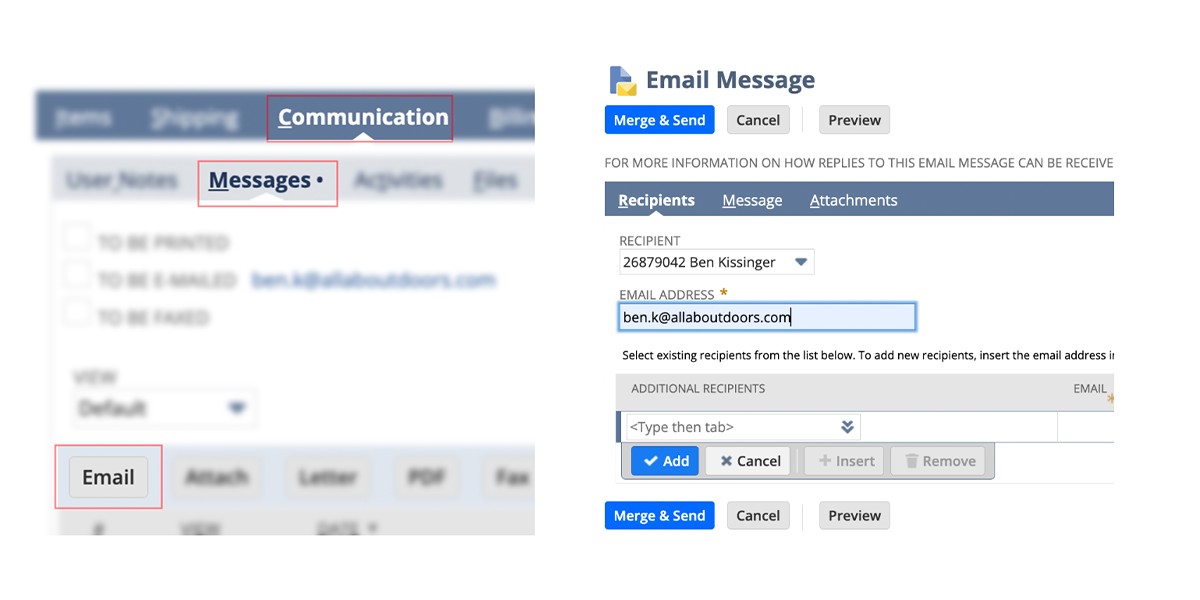 Items Shipping Communication
User Notes Messages • Activities Files
TO BE PRINTED
TO BE E-MAILED ben.k@allaboutdoors.com
TO BE FAXED
VIEW
Default
Email Attach Letter PDF Fax
# VIEW DATE
Email Message
Merge & Send Cancel Preview
FOR MORE INFORMATION ON HOW REPLIES TO THIS EMAIL MESSAGE CAN BE RECEIVE
Recipients Message Attachments
RECIPIENT
26879042 Ben Kissinger
EMAIL ADDRESS *
ben.k@allaboutdoors.com
Select existing recipients from the list below. To add new recipients, insert the email address i
ADDITIONAL RECIPIENTS EMAIL *
<Type then tab>
Add Cancel Insert Remove
Merge & Send Cancel Preview